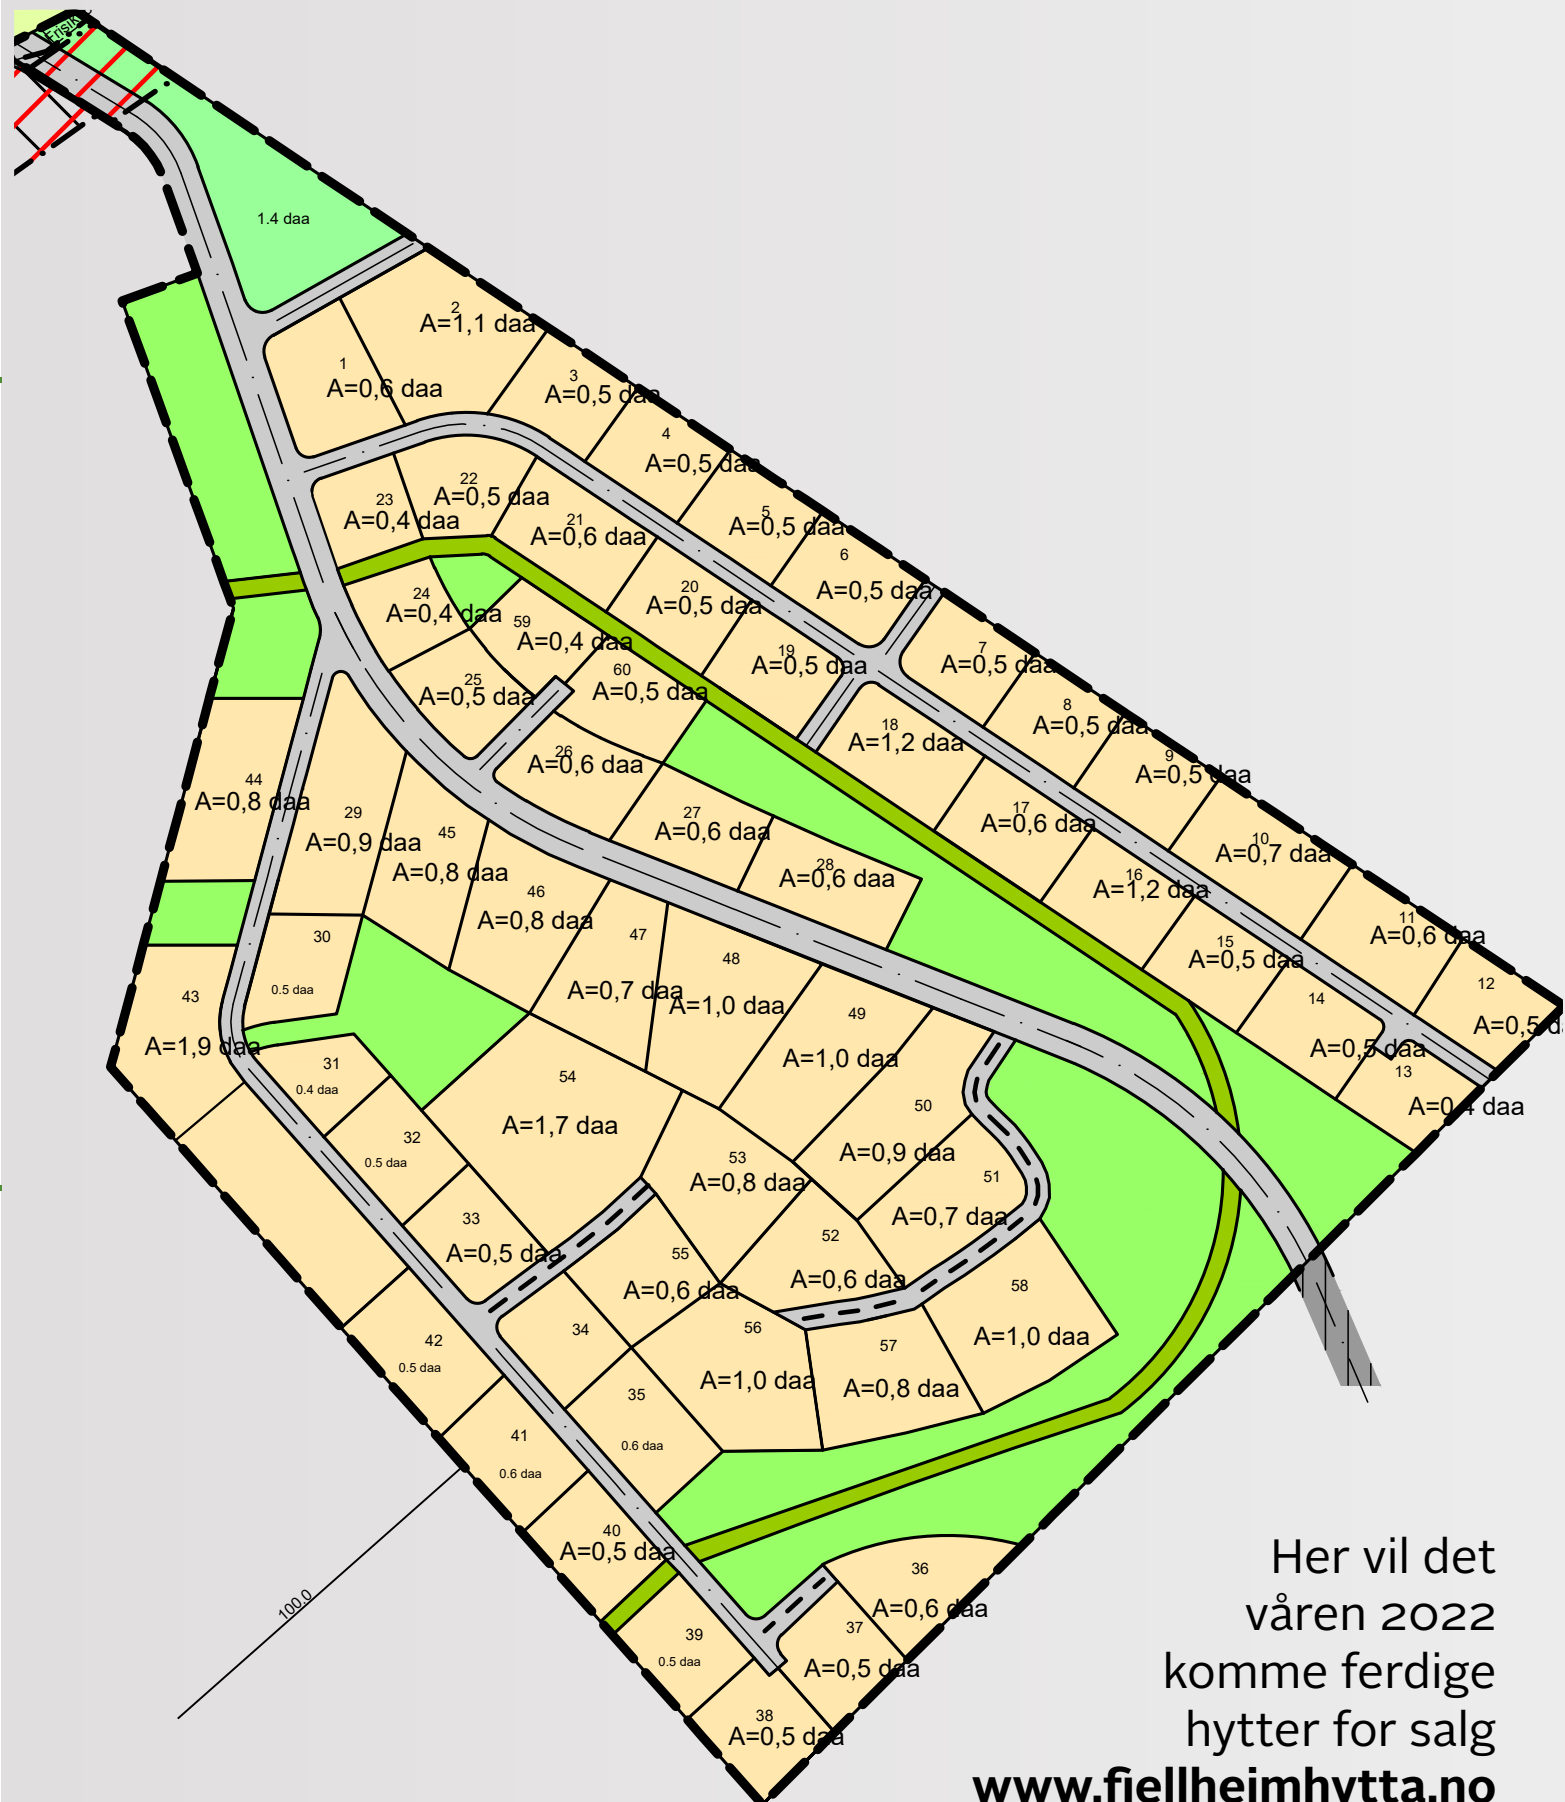 1.4 daa
2
A=1,1 daa
1
A=0,6 daa
3
A=0,5 daa
4
A=0,5 daa
5
A=0,5 daa
6
A=0,5 daa
22
A=0,5 daa
23
A=0,4 daa
21
A=0,6 daa
20
A=0,5 daa
24
A=0,4 daa
59
A=0,4 daa
19
A=0,5 daa
7
A=0,5 daa
60
A=0,5 daa
25
A=0,5 daa
8
A=0,5 daa
18
A=1,2 daa
26
A=0,6 daa
9
A=0,5 daa
44
A=0,8 daa
29
A=0,9 daa
45
A=0,8 daa
27
A=0,6 daa
17
A=0,6 daa
10
A=0,7 daa
28
A=0,6 daa
16
A=1,2 daa
46
A=0,8 daa
11
A=0,6 daa
30
0.5 daa
47
A=0,7 daa
48
A=1,0 daa
15
A=0,5 daa
12
A=0,5 d
43
A=1,9 daa
49
A=1,0 daa
14
A=0,5 daa
13
A=0,4 daa
31
0.4 daa
54
A=1,7 daa
50
A=0,9 daa
32
0.5 daa
53
A=0,8 daa
51
A=0,7 daa
33
A=0,5 daa
55
A=0,6 daa
52
A=0,6 daa
58
A=1,0 daa
34
56
A=1,0 daa
57
A=0,8 daa
42
0.5 daa
35
0.6 daa
41
0.6 daa
40
A=0,5 daa
36
A=0,6 daa
100.0
39
0.5 daa
37
A=0,5 daa
38
A=0,5 daa
Her vil det
våren 2022
komme ferdige
hytter for salg
www.fjellheimhytta.no